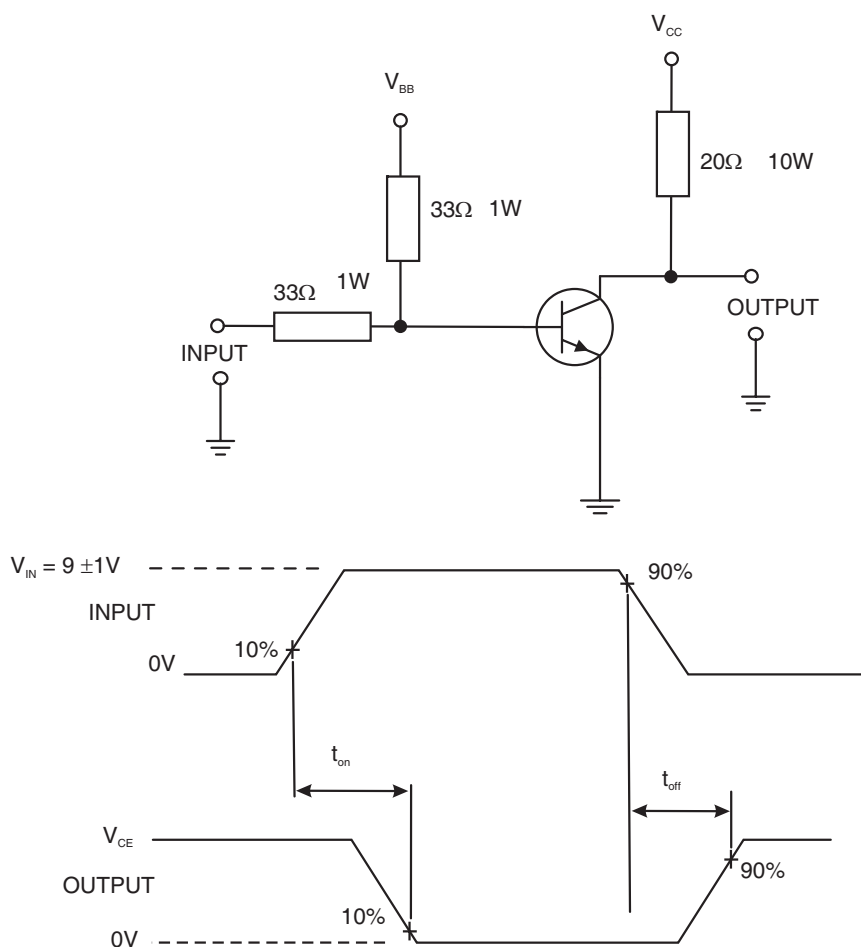 V_CC
V_BB
20Ω 10W
33Ω 1W
1W
33Ω
OUTPUT
INPUT
V_IN = 9 ±1V
90%
INPUT
10%
0V
t_on
t_off
V_CE
90%
OUTPUT
10%
0V